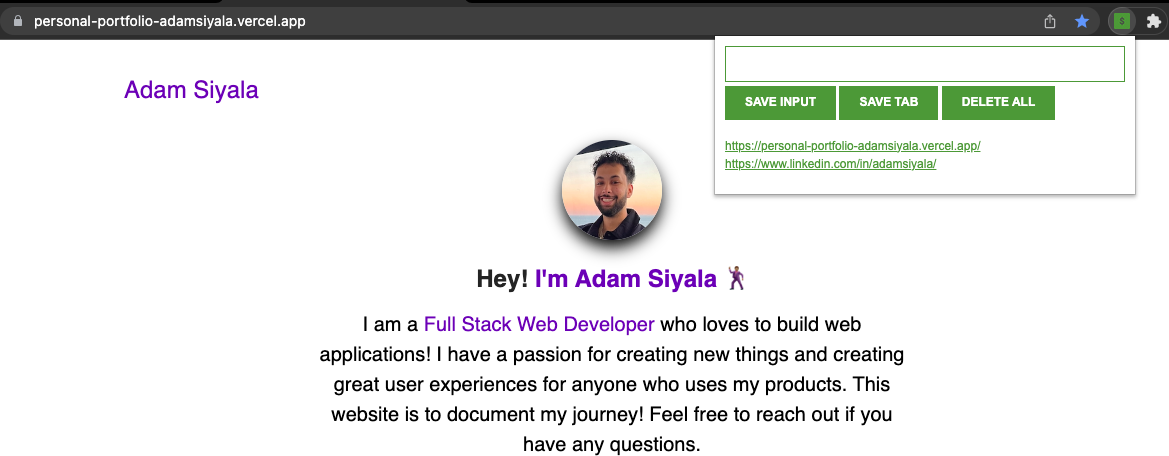 personal-portfolio-adamsiyala.vercel.app
$
SAVE INPUT SAVE TAB DELETE ALL
https://personal-portfolio-adamsiyala.vercel.app/
https://www.linkedin.com/in/adamsiyala/
Adam Siyala
Hey! I'm Adam Siyala 🕺🏽
I am a Full Stack Web Developer who loves to build web
applications! I have a passion for creating new things and creating
great user experiences for anyone who uses my products. This
website is to document my journey! Feel free to reach out if you
have any questions.